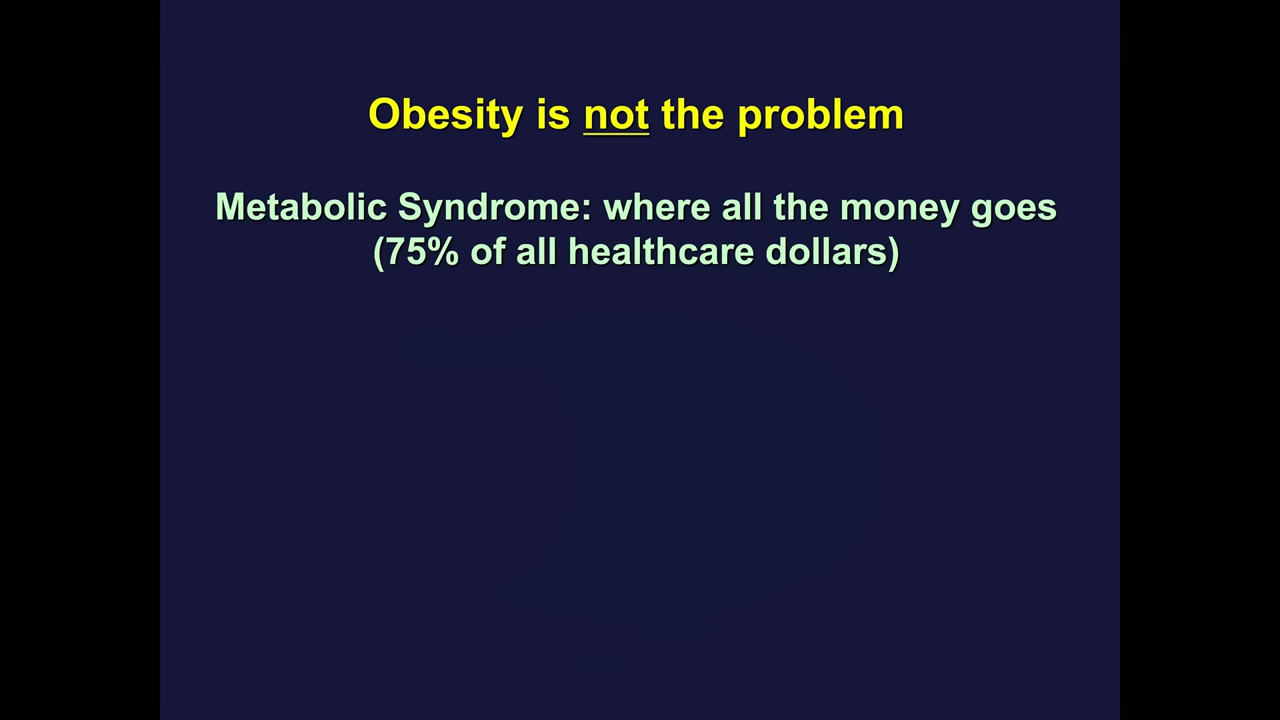 Obesity is not the problem
Metabolic Syndrome: where all the money goes
(75% of all healthcare dollars)